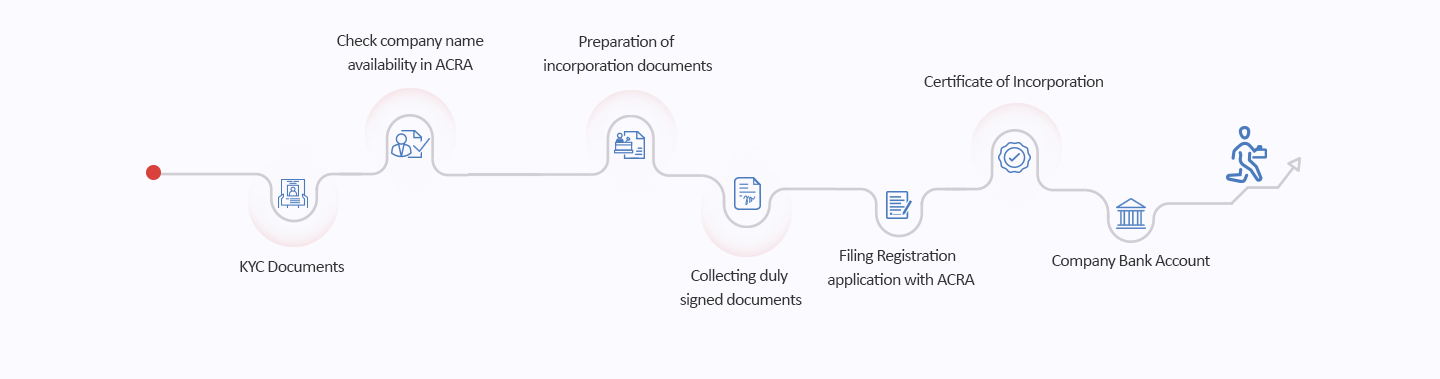 KYC Documents
Check company name
availability in ACRA
Preparation of
incorporation documents
Collecting duly
signed documents
Filing Registration
application with ACRA
Certificate of Incorporation
Company Bank Account